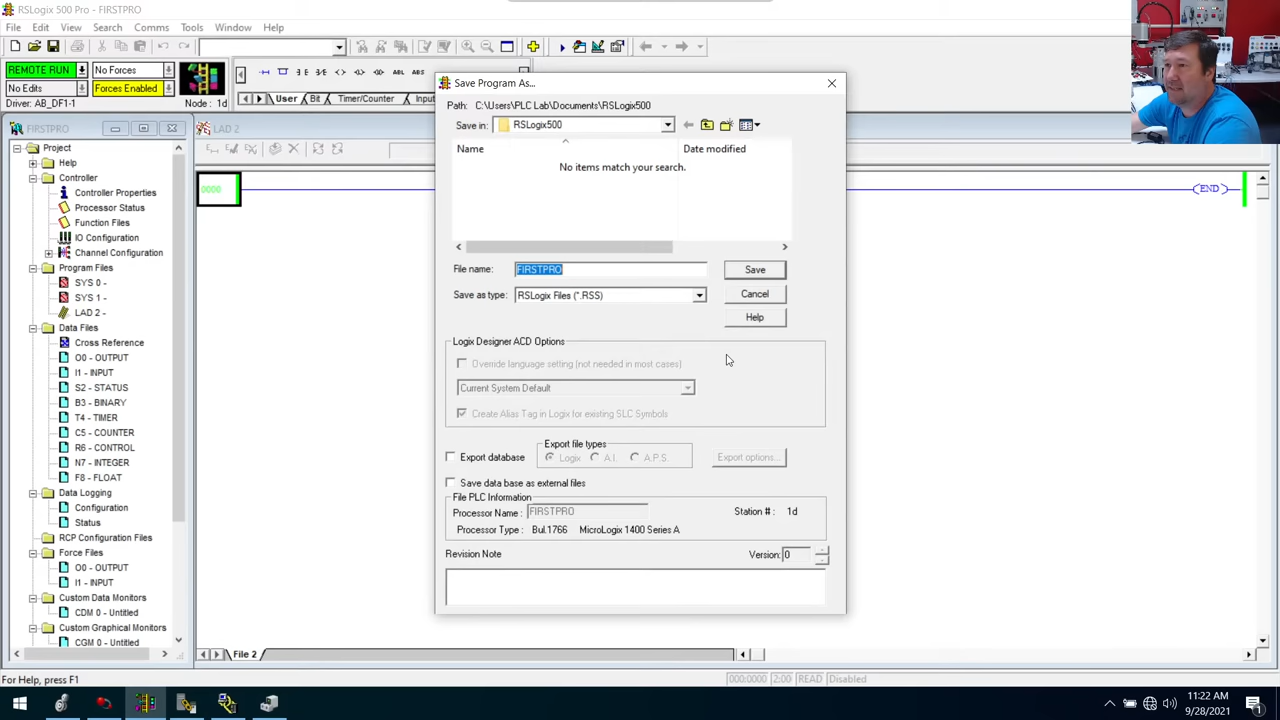 RSLogix 500 Pro - FIRSTPRO
File Edit View Search Comms Tools Window Help
REMOTE RUN No Forces
No Edits Forces Enabled
Driver: AB_DF1-1 Node: 1d
ABL ABS
User Bit Timer/Counter Input
FIRSTPRO
Project
Help
Controller
Controller Properties
Processor Status
Function Files
IO Configuration
Channel Configuration
Program Files
SYS 0 -
SYS 1 -
LAD 2 -
Data Files
Cross Reference
O0 - OUTPUT
I1 - INPUT
S2 - STATUS
B3 - BINARY
T4 - TIMER
C5 - COUNTER
R6 - CONTROL
N7 - INTEGER
F8 - FLOAT
Data Logging
Configuration
Status
RCP Configuration Files
Force Files
O0 - OUTPUT
I1 - INPUT
Custom Data Monitors
CDM 0 - Untitled
Custom Graphical Monitors
CGM 0 - Untitled
LAD 2
0000
END
File 2
Save Program As...
Path: C:\Users\PLC Lab\Documents\RSLogix500
Save in: RSLogix500
Name Date modified
No items match your search.
File name: FIRSTPRO Save
Save as type: RSLogix Files (*.RSS) Cancel
Help
Logix Designer ACD Options
Override language setting (not needed in most cases)
Current System Default
Create Alias Tag in Logix for existing SLC Symbols
Export database Export file types Logix A.I. A.P.S. Export options...
Save data base as external files
File PLC Information
Processor Name : FIRSTPRO Station # : 1d
Processor Type : Bul.1766 MicroLogix 1400 Series A
Revision Note Version: 0
For Help, press F1
000:0000 2:00 READ Disabled
11:22 AM
9/28/2021
1